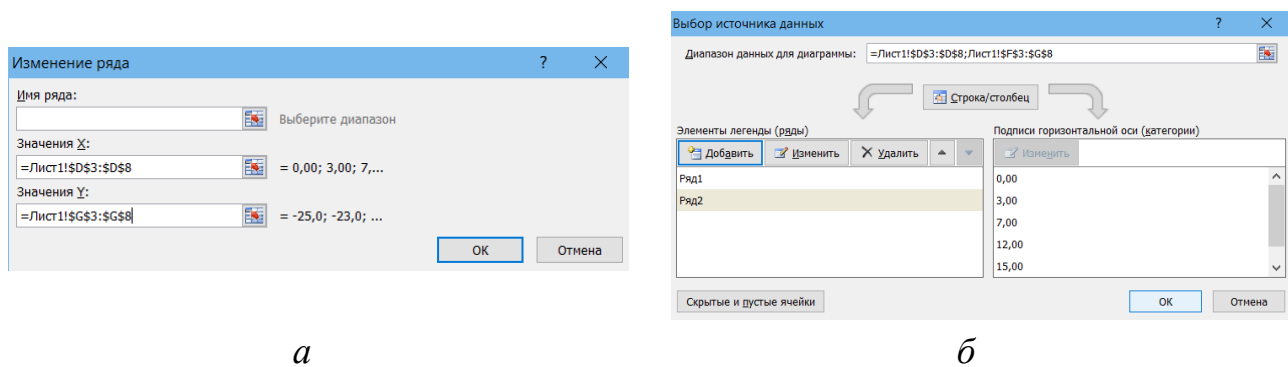 Изменение ряда ? ×
Имя ряда:
Выберите диапазон
Значения X:
=Лист1!$D$3:$D$8 = 0,00; 3,00; 7,...
Значения Y:
=Лист1!$G$3:$G$8 = -25,0; -23,0; ...
ОК Отмена
а
Выбор источника данных ? ×
Диапазон данных для диаграммы: =Лист1!$D$3:$D$8;Лист1!$F$3:$G$8
Строка/столбец
Элементы легенды (ряды)
Добавить Изменить Удалить
Ряд1
Ряд2
Подписи горизонтальной оси (категории)
Изменить
0,00
3,00
7,00
12,00
15,00
Скрытые и пустые ячейки
ОК Отмена
б